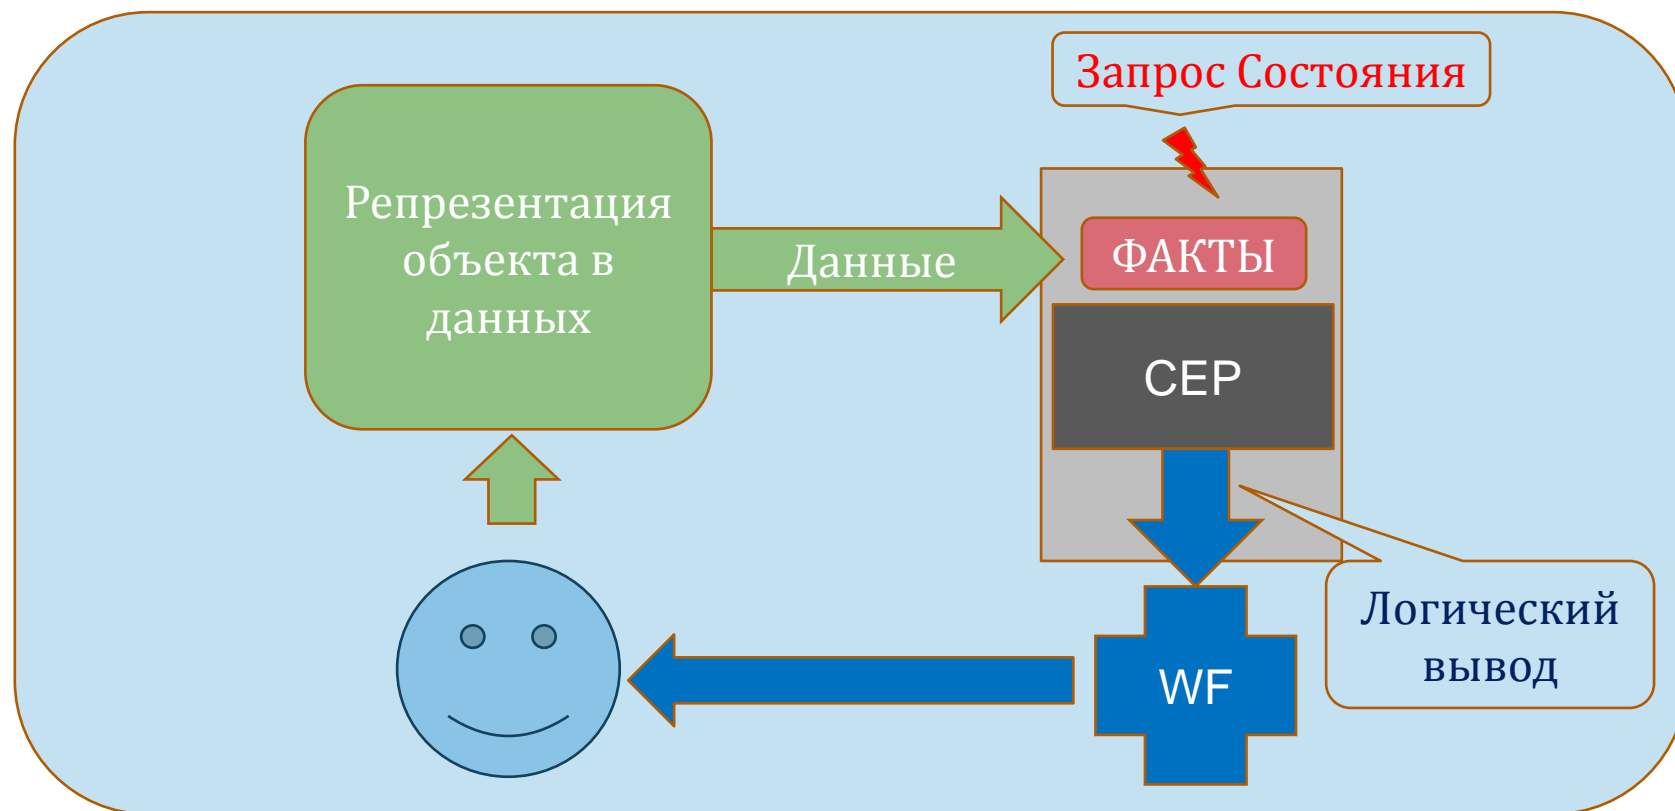 Запрос Состояния
Репрезентация
объекта в
данных
Данные
ФАКТЫ
CEP
Логический
вывод
WF